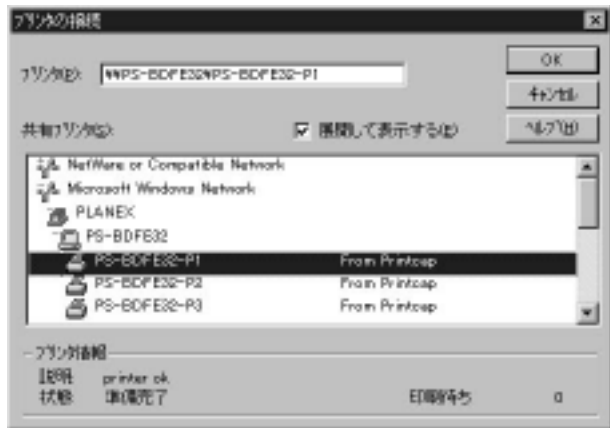 プリンタの接続
プリンタ(P): ¥¥PS-BDFE32¥PS-BDFE32-P1
OK
キャンセル
共有プリンタ(S): 展開して表示する(E) ヘルプ(H)
NetWare or Compatible Network
Microsoft Windows Network
PLANEX
PS-BDFE32
PS-BDFE32-P1 From Printcap
PS-BDFE32-P2 From Printcap
PS-BDFE32-P3 From Printcap
プリンタ情報
説明: printer ok
状態: 準備完了 印刷待ち 0